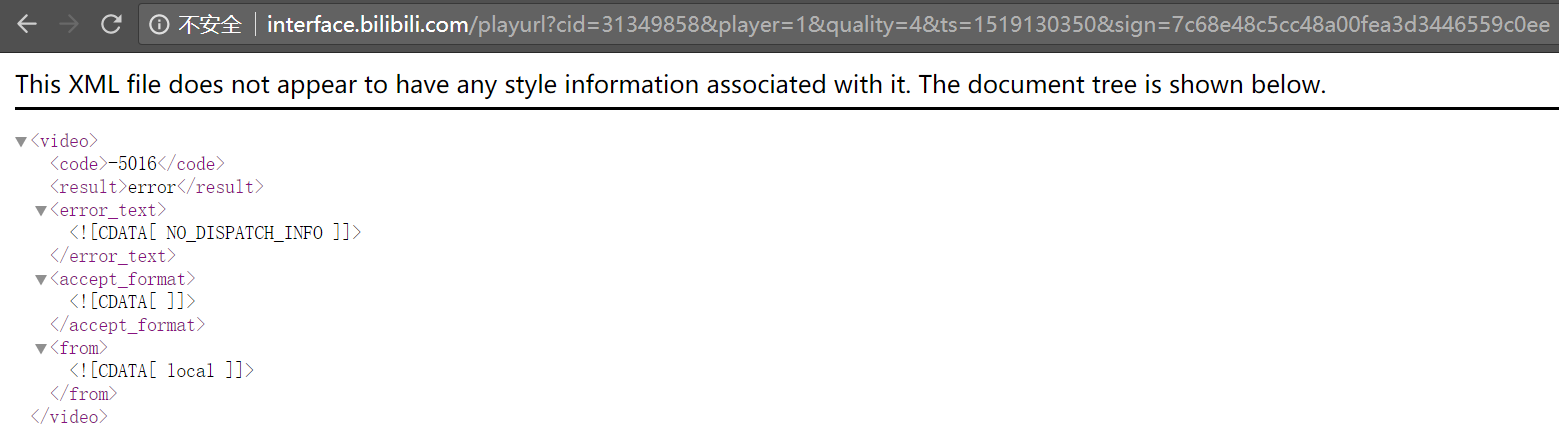 不安全 interface.bilibili.com/playurl?cid=31349858&player=1&quality=4&ts=1519130350&sign=7c68e48c5cc48a00fea3d3446559c0ee
This XML file does not appear to have any style information associated with it. The document tree is shown below.
▼<video>
<code>-5016</code>
<result>error</result>
▼<error_text>
<![CDATA[ NO_DISPATCH_INFO ]]>
</error_text>
▼<accept_format>
<![CDATA[ ]]>
</accept_format>
▼<from>
<![CDATA[ local ]]>
</from>
</video>